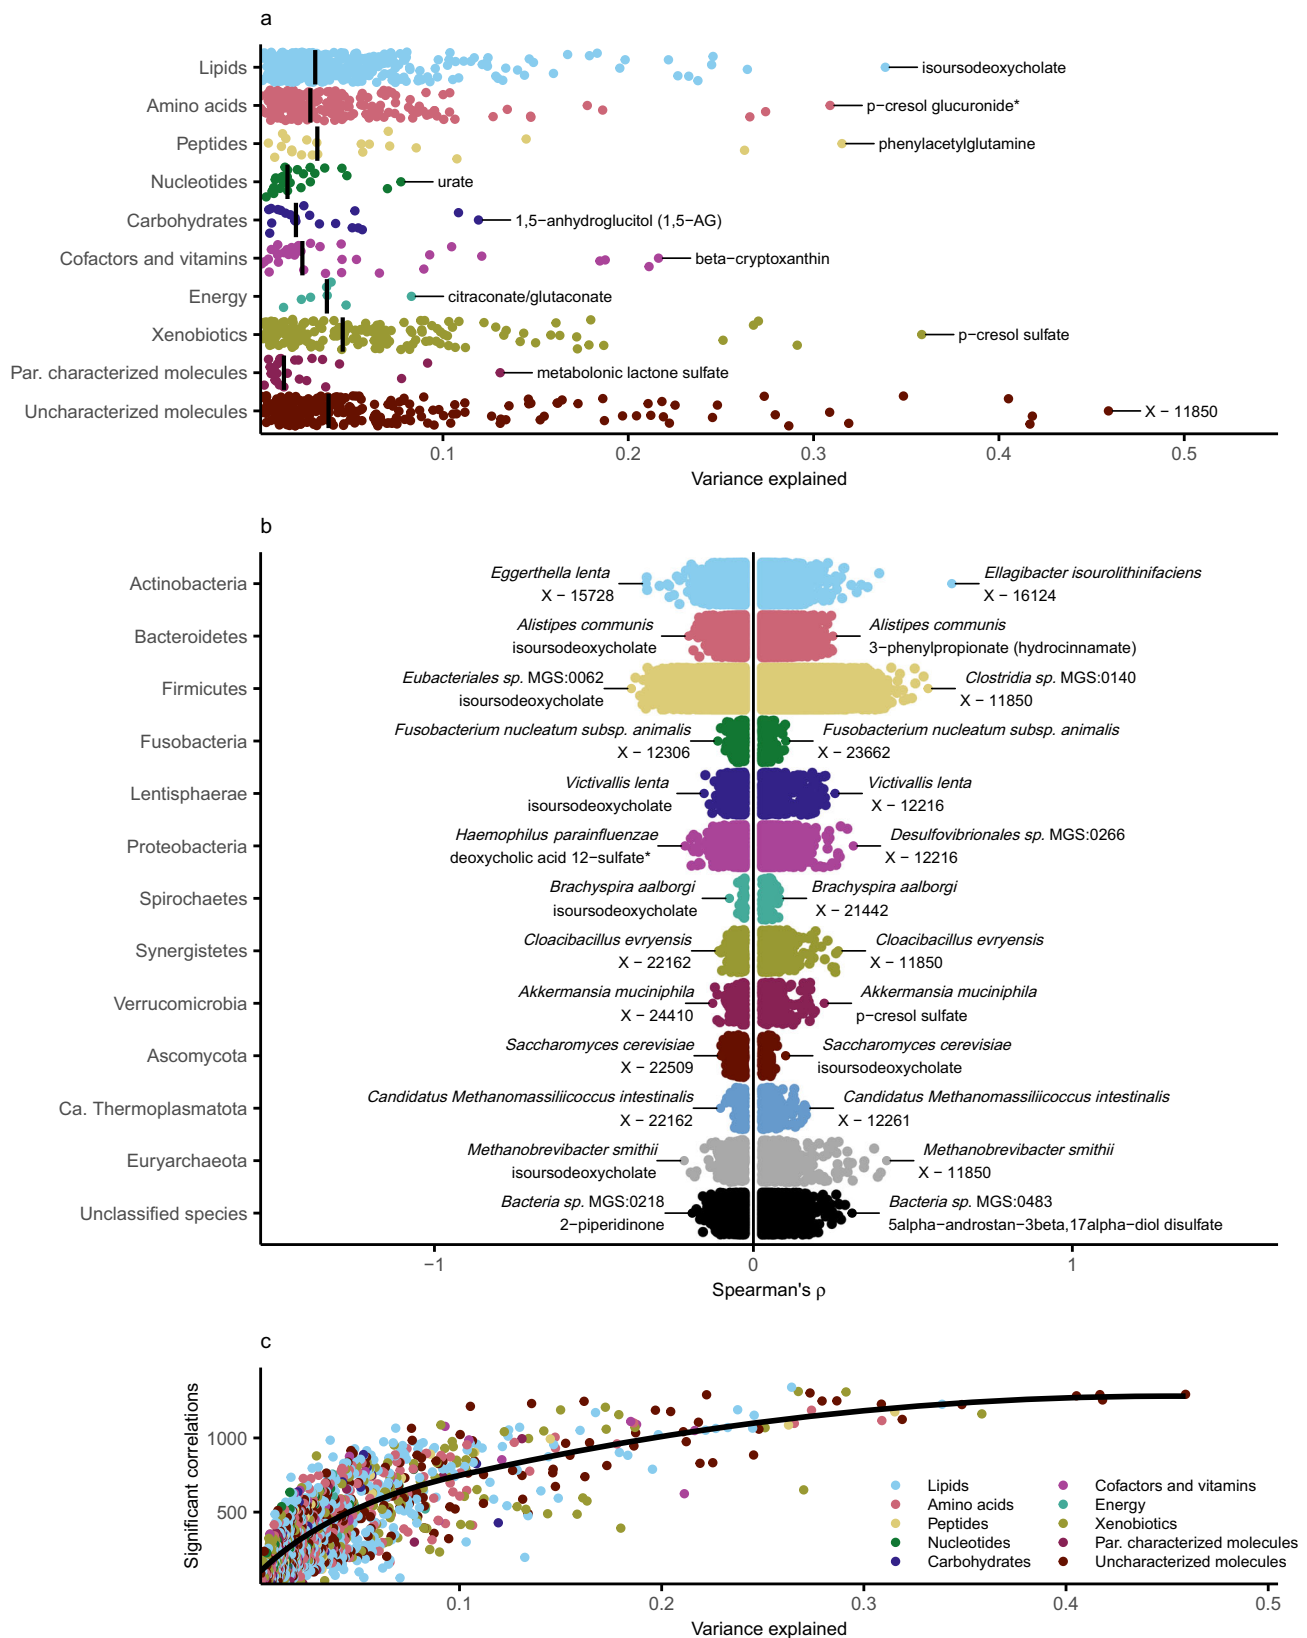 a
Lipids
isoursodeoxycholate
Amino acids
p−cresol glucuronide*
Peptides
phenylacetylglutamine
Nucleotides
urate
Carbohydrates
1,5−anhydroglucitol (1,5−AG)
Cofactors and vitamins
beta−cryptoxanthin
Energy
citraconate/glutaconate
Xenobiotics
p−cresol sulfate
Par. characterized molecules
metabolonic lactone sulfate
Uncharacterized molecules
X − 11850
0.1 0.2 0.3 0.4 0.5
Variance explained
b
Actinobacteria
Eggerthella lenta
X − 15728
Ellagibacter isourolithinifaciens
X − 16124
Bacteroidetes
Alistipes communis
isoursodeoxycholate
Alistipes communis
3−phenylpropionate (hydrocinnamate)
Firmicutes
Eubacteriales sp. MGS:0062
isoursodeoxycholate
Clostridia sp. MGS:0140
X − 11850
Fusobacteria
Fusobacterium nucleatum subsp. animalis
X − 12306
Fusobacterium nucleatum subsp. animalis
X − 23662
Lentisphaerae
Victivallis lenta
isoursodeoxycholate
Victivallis lenta
X − 12216
Proteobacteria
Haemophilus parainfluenzae
deoxycholic acid 12−sulfate*
Desulfovibrionales sp. MGS:0266
X − 12216
Spirochaetes
Brachyspira aalborgi
isoursodeoxycholate
Brachyspira aalborgi
X − 21442
Synergistetes
Cloacibacillus evryensis
X − 22162
Cloacibacillus evryensis
X − 11850
Verrucomicrobia
Akkermansia muciniphila
X − 24410
Akkermansia muciniphila
p−cresol sulfate
Ascomycota
Saccharomyces cerevisiae
X − 22509
Saccharomyces cerevisiae
isoursodeoxycholate
Ca. Thermoplasmatota
Candidatus Methanomassiliicoccus intestinalis
X − 22162
Candidatus Methanomassiliicoccus intestinalis
X − 12261
Euryarchaeota
Methanobrevibacter smithii
isoursodeoxycholate
Methanobrevibacter smithii
X − 11850
Unclassified species
Bacteria sp. MGS:0218
2−piperidinone
Bacteria sp. MGS:0483
5alpha−androstan−3beta,17alpha−diol disulfate
−1 0 1
Spearman's ρ
c
Significant correlations
1000
500
Lipids
Amino acids
Peptides
Nucleotides
Carbohydrates
Cofactors and vitamins
Energy
Xenobiotics
Par. characterized molecules
Uncharacterized molecules
0.1 0.2 0.3 0.4 0.5
Variance explained